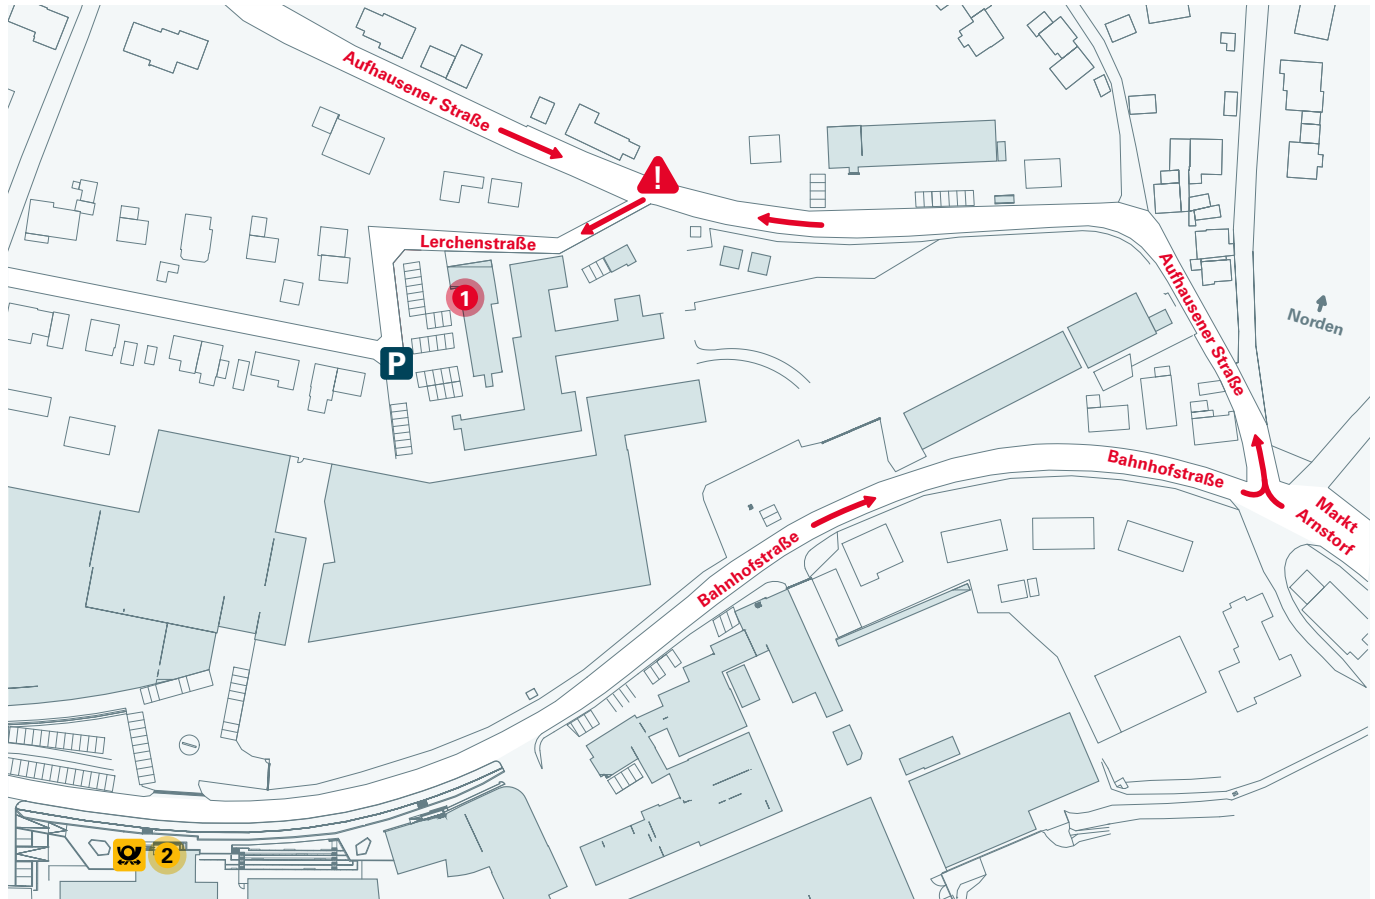 Aufhausener Straße
!
Lerchenstraße
1
P
Aufhausener Straße
Norden
Bahnhofstraße
Markt
Arnstorf
Bahnhofstraße
2